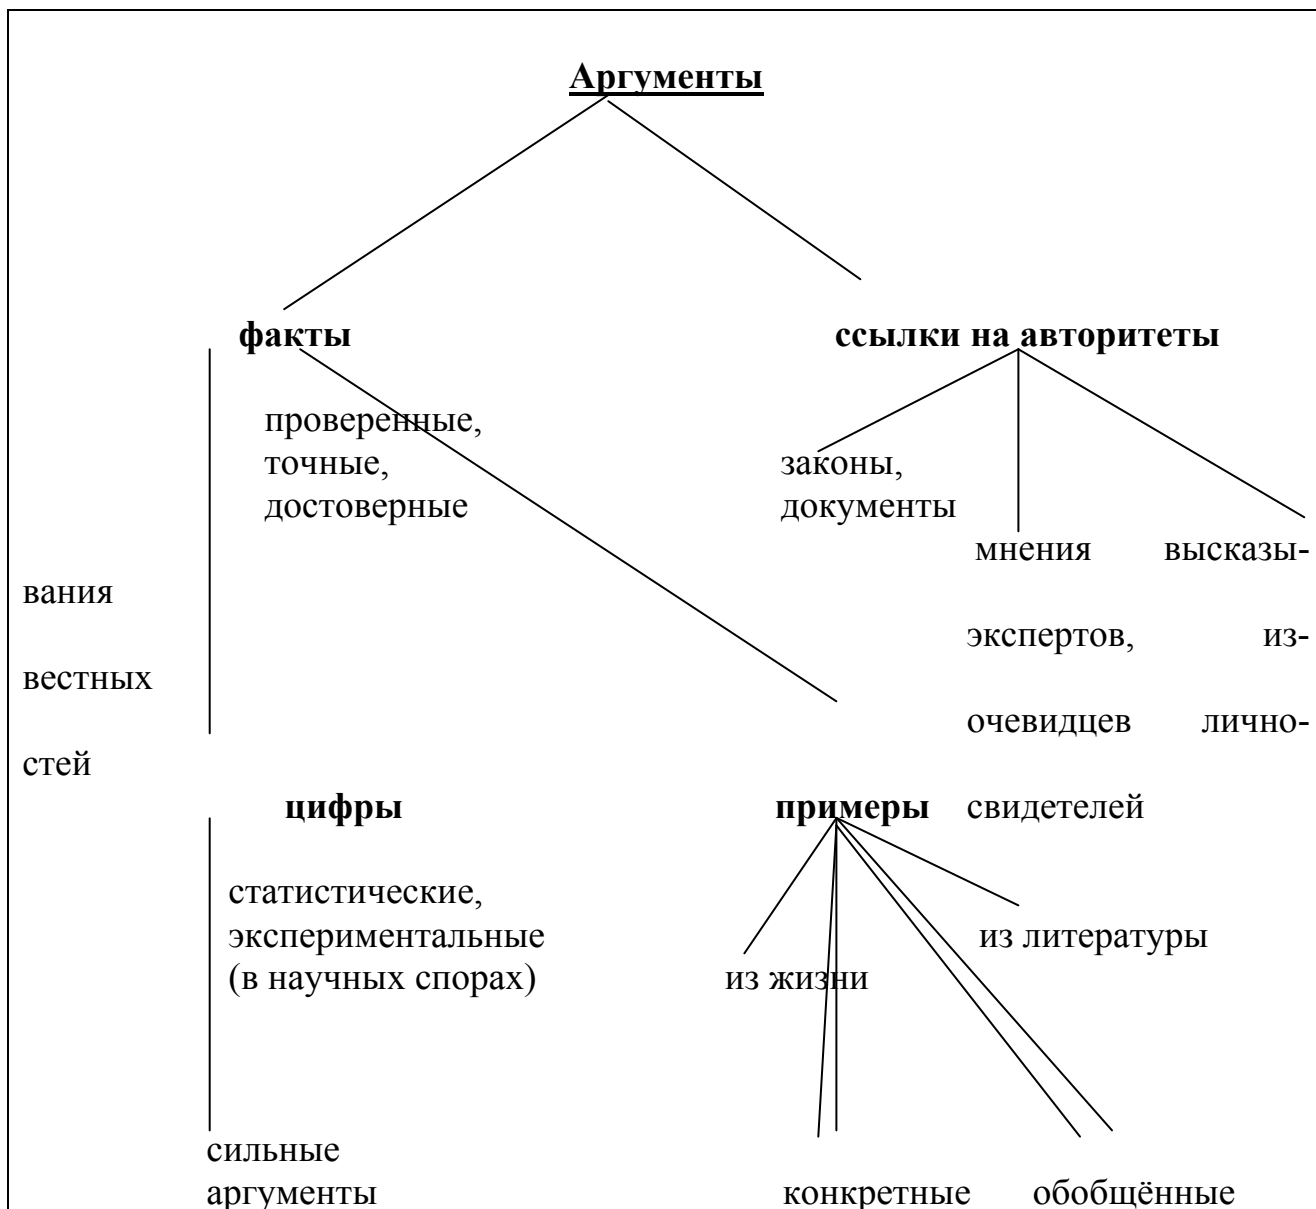 Аргументы
факты ссылки на авторитеты
проверенные,
точные, законы,
достоверные документы
мнения высказы-
вания
экспертов, из-
вестных
очевидцев лично-
стей
цифры примеры свидетелей
статистические,
экспериментальные из литературы
(в научных спорах) из жизни
сильные
аргументы конкретные обобщённые